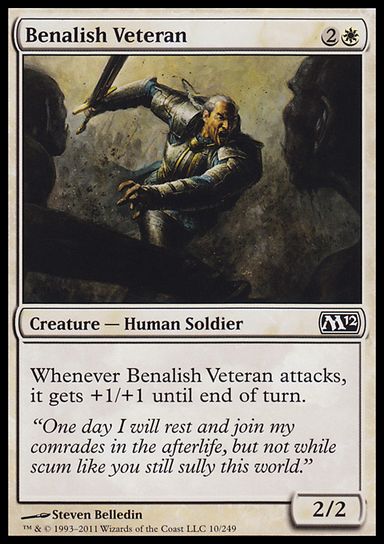 Benalish Veteran 2
Creature — Human Soldier M12
Whenever Benalish Veteran attacks,
it gets +1/+1 until end of turn.
“One day I will rest and join my
comrades in the afterlife, but not while
scum like you still sully this world.”
Steven Belledin
™ & © 1993–2011 Wizards of the Coast LLC 10/249
2/2